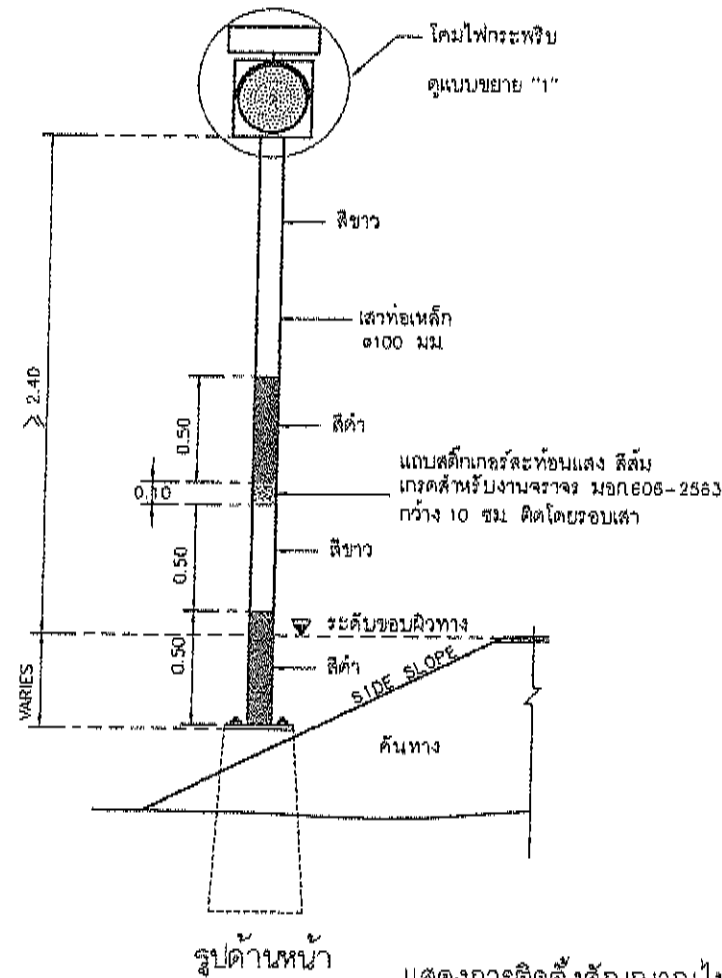 โคมไฟกระพริบ
ดูแบบขยาย "1"
สีขาว
เสาท่อเหล็ก
ø100 มม.
≥ 2.40
0.50
สีดำ
0.10
แถบสติ๊กเกอร์สะท้อนแสง สีส้ม
เกรดสำหรับงานจราจร มอก606-2563
กว้าง 10 ซม. ติดโดยรอบเสา
0.50
สีขาว
ระดับขอบผิวทาง
VARIES
0.50
สีดำ
SIDE SLOPE
คันทาง
รูปด้านหน้า